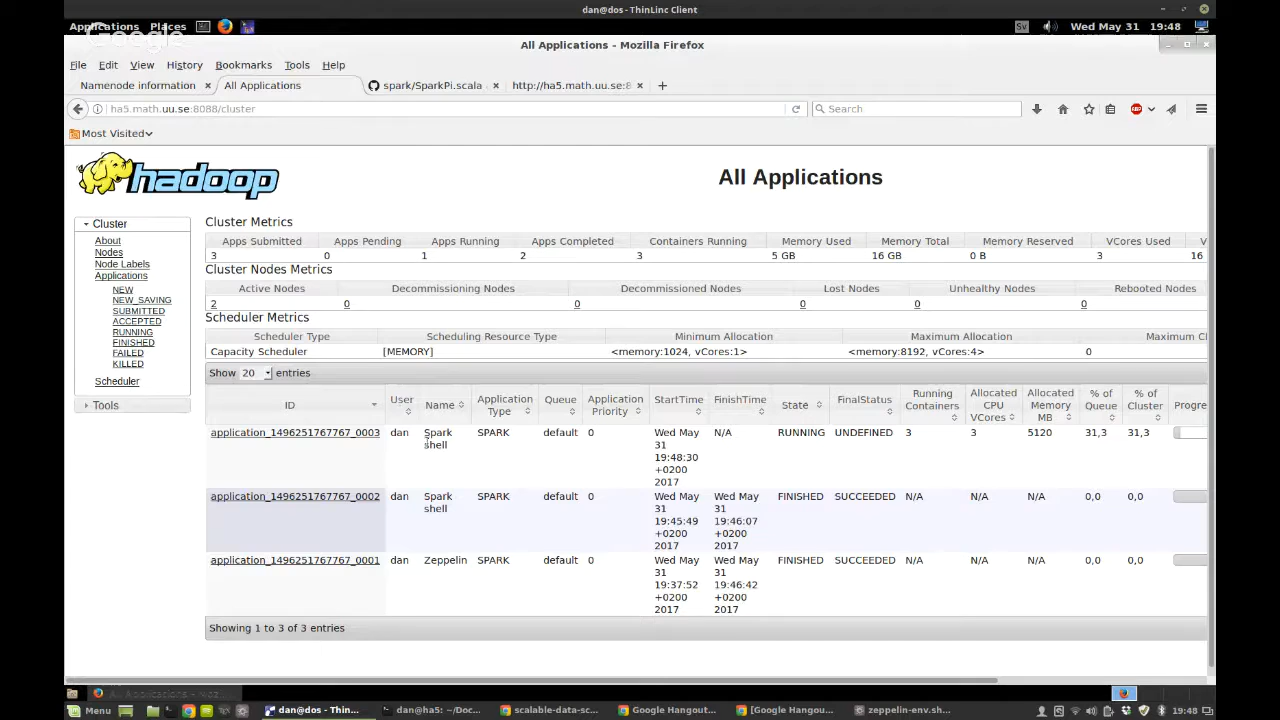 dan@dos - ThinLinc Client
Applications Places Sv Wed May 31 19:48
Google
All Applications - Mozilla Firefox
File Edit View History Bookmarks Tools Help
Namenode information × All Applications spark/SparkPi.scala × http://ha5.math.uu.se:8 × +
ha5.math.uu.se:8088/cluster Search ABP
Most Visited
hadoop
All Applications
Cluster
About
Nodes
Node Labels
Applications
NEW
NEW_SAVING
SUBMITTED
ACCEPTED
RUNNING
FINISHED
FAILED
KILLED
Scheduler
Tools
Cluster Metrics
Apps Submitted Apps Pending Apps Running Apps Completed Containers Running Memory Used Memory Total Memory Reserved VCores Used V
3 0 1 2 3 5 GB 16 GB 0 B 3 16
Cluster Nodes Metrics
Active Nodes Decommissioning Nodes Decommissioned Nodes Lost Nodes Unhealthy Nodes Rebooted Nodes
2 0 0 0 0 0
Scheduler Metrics
Scheduler Type Scheduling Resource Type Minimum Allocation Maximum Allocation Maximum Cl
Capacity Scheduler [MEMORY] <memory:1024, vCores:1> <memory:8192, vCores:4> 0
Show 20 entries
ID User Name Application Type Queue Application Priority StartTime FinishTime State FinalStatus Running Containers Allocated CPU VCores Allocated Memory MB % of Queue % of Cluster Progre
application_1496251767767_0003 dan Spark shell SPARK default 0 Wed May 31 19:48:30 +0200 2017 N/A RUNNING UNDEFINED 3 3 5120 31,3 31,3
application_1496251767767_0002 dan Spark shell SPARK default 0 Wed May 31 19:45:49 +0200 2017 Wed May 31 19:46:07 +0200 2017 FINISHED SUCCEEDED N/A N/A N/A 0,0 0,0
application_1496251767767_0001 dan Zeppelin SPARK default 0 Wed May 31 19:37:52 +0200 2017 Wed May 31 19:46:42 +0200 2017 FINISHED SUCCEEDED N/A N/A N/A 0,0 0,0
Showing 1 to 3 of 3 entries
All Applications - Moz...
Menu dan@dos - Thin... dan@ha5: ~/Doc... scalable-data-sc... Google Hangout... [Google Hangou... zeppelin-env.sh... 19:48